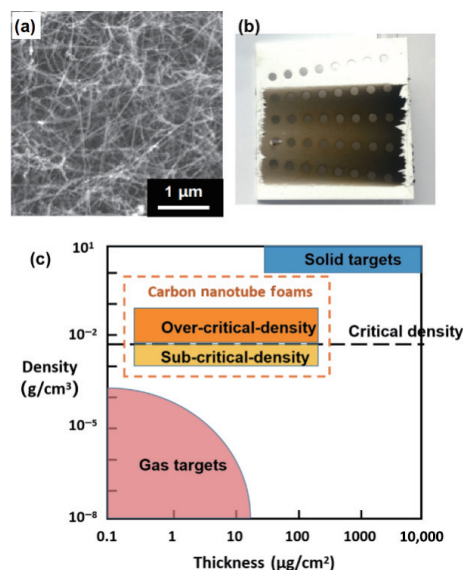 (a)
1 µm
(b)
(c)
10¹
Solid targets
Carbon nanotube foams
Over-critical-density
Critical density
10⁻²
Sub-critical-density
Density
(g/cm³)
10⁻⁵
Gas targets
10⁻⁸
0.1 1 10 100 1000 10,000
Thickness (µg/cm²)